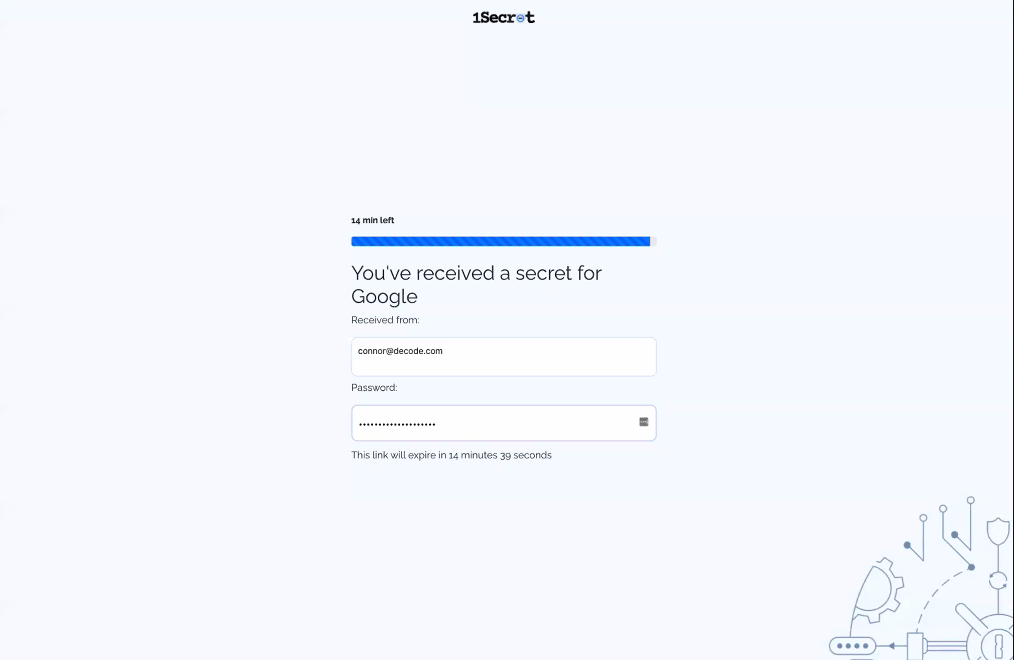 1Secret
14 min left
You've received a secret for
Google
Received from:
connor@decode.com
Password:
••••••••••••••••••••
This link will expire in 14 minutes 39 seconds